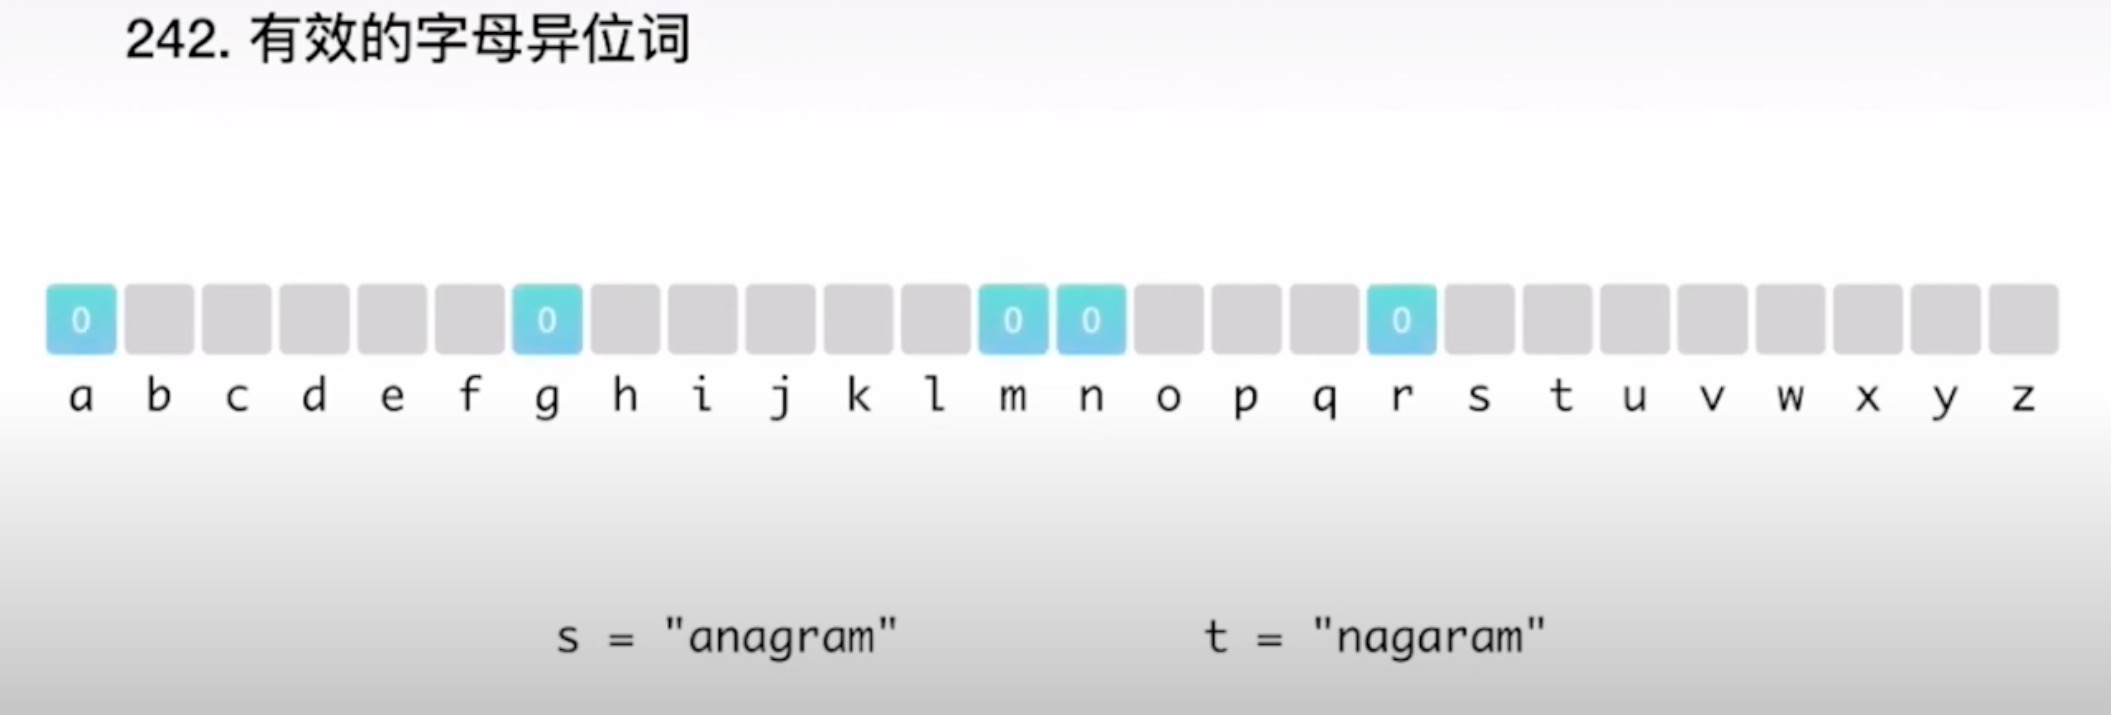 242. 有效的字母异位词
0 0 0 0 0
a b c d e f g h i j k l m n o p q r s t u v w x y z
s = "anagram" t = "nagaram"